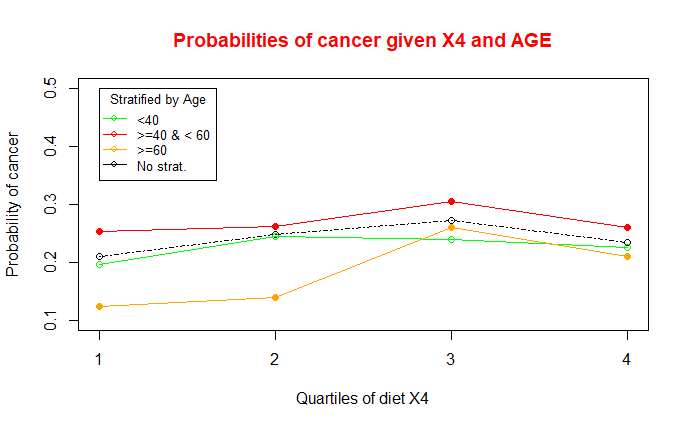 Probabilities of cancer given X4 and AGE
Probability of cancer
0.5
0.4
0.3
0.2
0.1
Stratified by Age
<40
>=40 & < 60
>=60
No strat.
1 2 3 4
Quartiles of diet X4